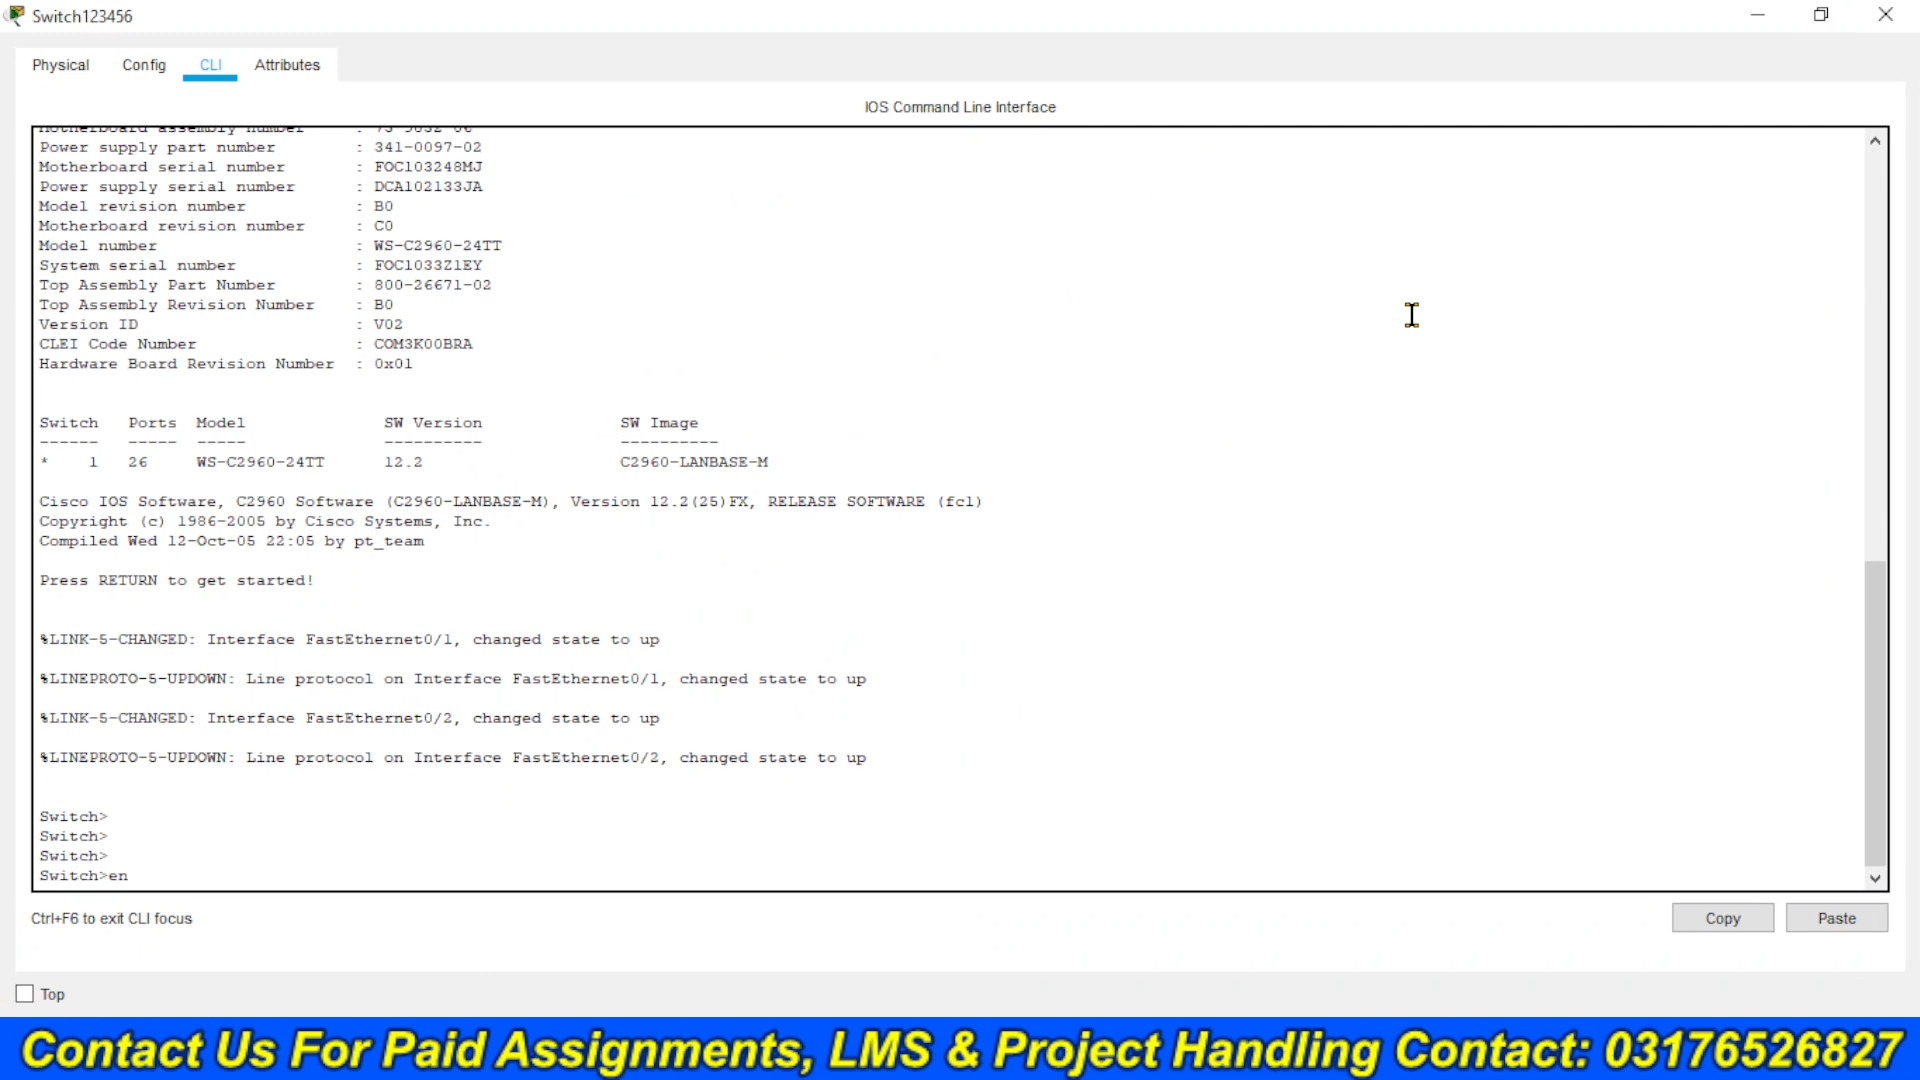 Switch123456
Physical Config CLI Attributes
IOS Command Line Interface
Motherboard assembly number : 73-9832-06
Power supply part number : 341-0097-02
Motherboard serial number : FOC103248MJ
Power supply serial number : DCA102133JA
Model revision number : B0
Motherboard revision number : C0
Model number : WS-C2960-24TT
System serial number : FOC1033Z1EY
Top Assembly Part Number : 800-26671-02
Top Assembly Revision Number : B0
Version ID : V02
CLEI Code Number : COM3K00BRA
Hardware Board Revision Number : 0x01
Switch Ports Model SW Version SW Image
------ ----- ----- ---------- ----------
* 1 26 WS-C2960-24TT 12.2 C2960-LANBASE-M
Cisco IOS Software, C2960 Software (C2960-LANBASE-M), Version 12.2(25)FX, RELEASE SOFTWARE (fc1)
Copyright (c) 1986-2005 by Cisco Systems, Inc.
Compiled Wed 12-Oct-05 22:05 by pt_team
Press RETURN to get started!
%LINK-5-CHANGED: Interface FastEthernet0/1, changed state to up
%LINEPROTO-5-UPDOWN: Line protocol on Interface FastEthernet0/1, changed state to up
%LINK-5-CHANGED: Interface FastEthernet0/2, changed state to up
%LINEPROTO-5-UPDOWN: Line protocol on Interface FastEthernet0/2, changed state to up
Switch>
Switch>
Switch>
Switch>en
Ctrl+F6 to exit CLI focus
Copy Paste
Top
Contact Us For Paid Assignments, LMS & Project Handling Contact: 03176526827